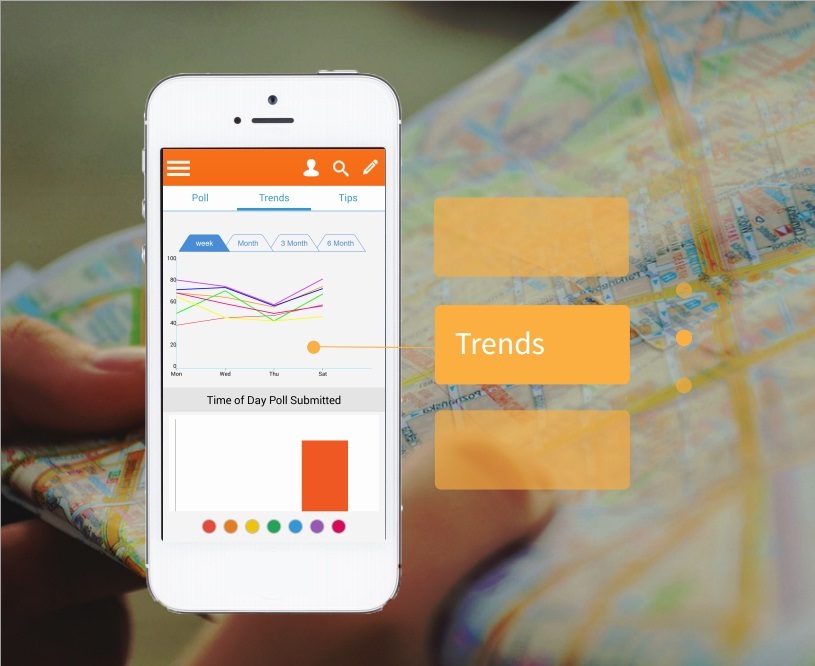 Poll Trends Tips
week Month 3 Month 6 Month
100
80
60
40
20
0
Mon Wed Thu Sat
Time of Day Poll Submitted
Trends